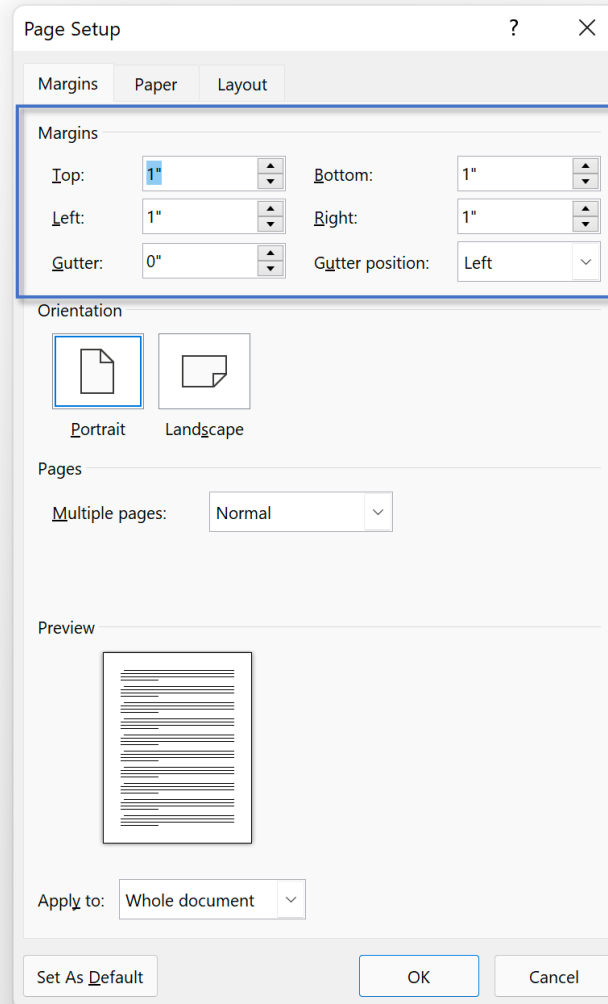 Page Setup ?
Margins Paper Layout
Margins
Top: 1" Bottom: 1"
Left: 1" Right: 1"
Gutter: 0" Gutter position: Left
Orientation
Portrait Landscape
Pages
Multiple pages: Normal
Preview
Apply to: Whole document
Set As Default OK Cancel